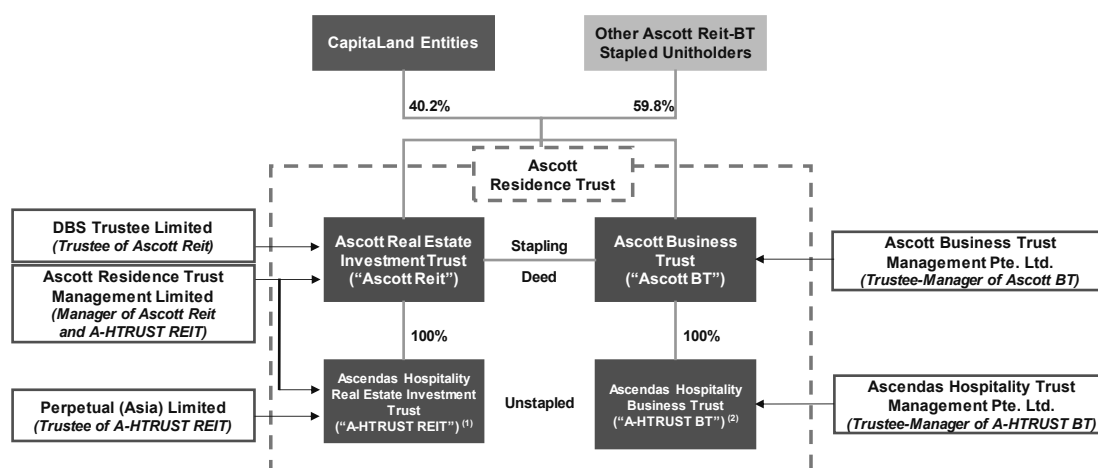 CapitaLand Entities
Other Ascott Reit-BT
Stapled Unitholders
40.2%
59.8%
Ascott
Residence Trust
DBS Trustee Limited
(Trustee of Ascott Reit)
Ascott Residence Trust
Management Limited
(Manager of Ascott Reit
and A-HTRUST REIT)
Ascott Real Estate
Investment Trust
(“Ascott Reit”)
Stapling
Deed
Ascott Business
Trust
(“Ascott BT”)
Ascott Business Trust
Management Pte. Ltd.
(Trustee-Manager of Ascott BT)
100%
100%
Perpetual (Asia) Limited
(Trustee of A-HTRUST REIT)
Ascendas Hospitality
Real Estate Investment
Trust
(“A-HTRUST REIT”) (1)
Unstapled
Ascendas Hospitality
Business Trust
(“A-HTRUST BT”) (2)
Ascendas Hospitality Trust
Management Pte. Ltd.
(Trustee-Manager of A-HTRUST BT)